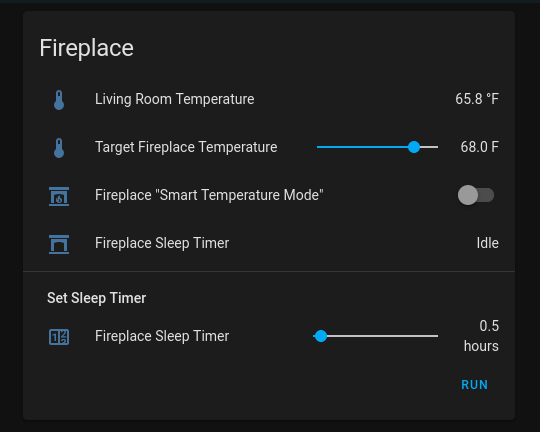 Fireplace
Living Room Temperature 65.8 °F
Target Fireplace Temperature 68.0 F
Fireplace "Smart Temperature Mode"
Fireplace Sleep Timer Idle
Set Sleep Timer
Fireplace Sleep Timer 0.5 hours
RUN